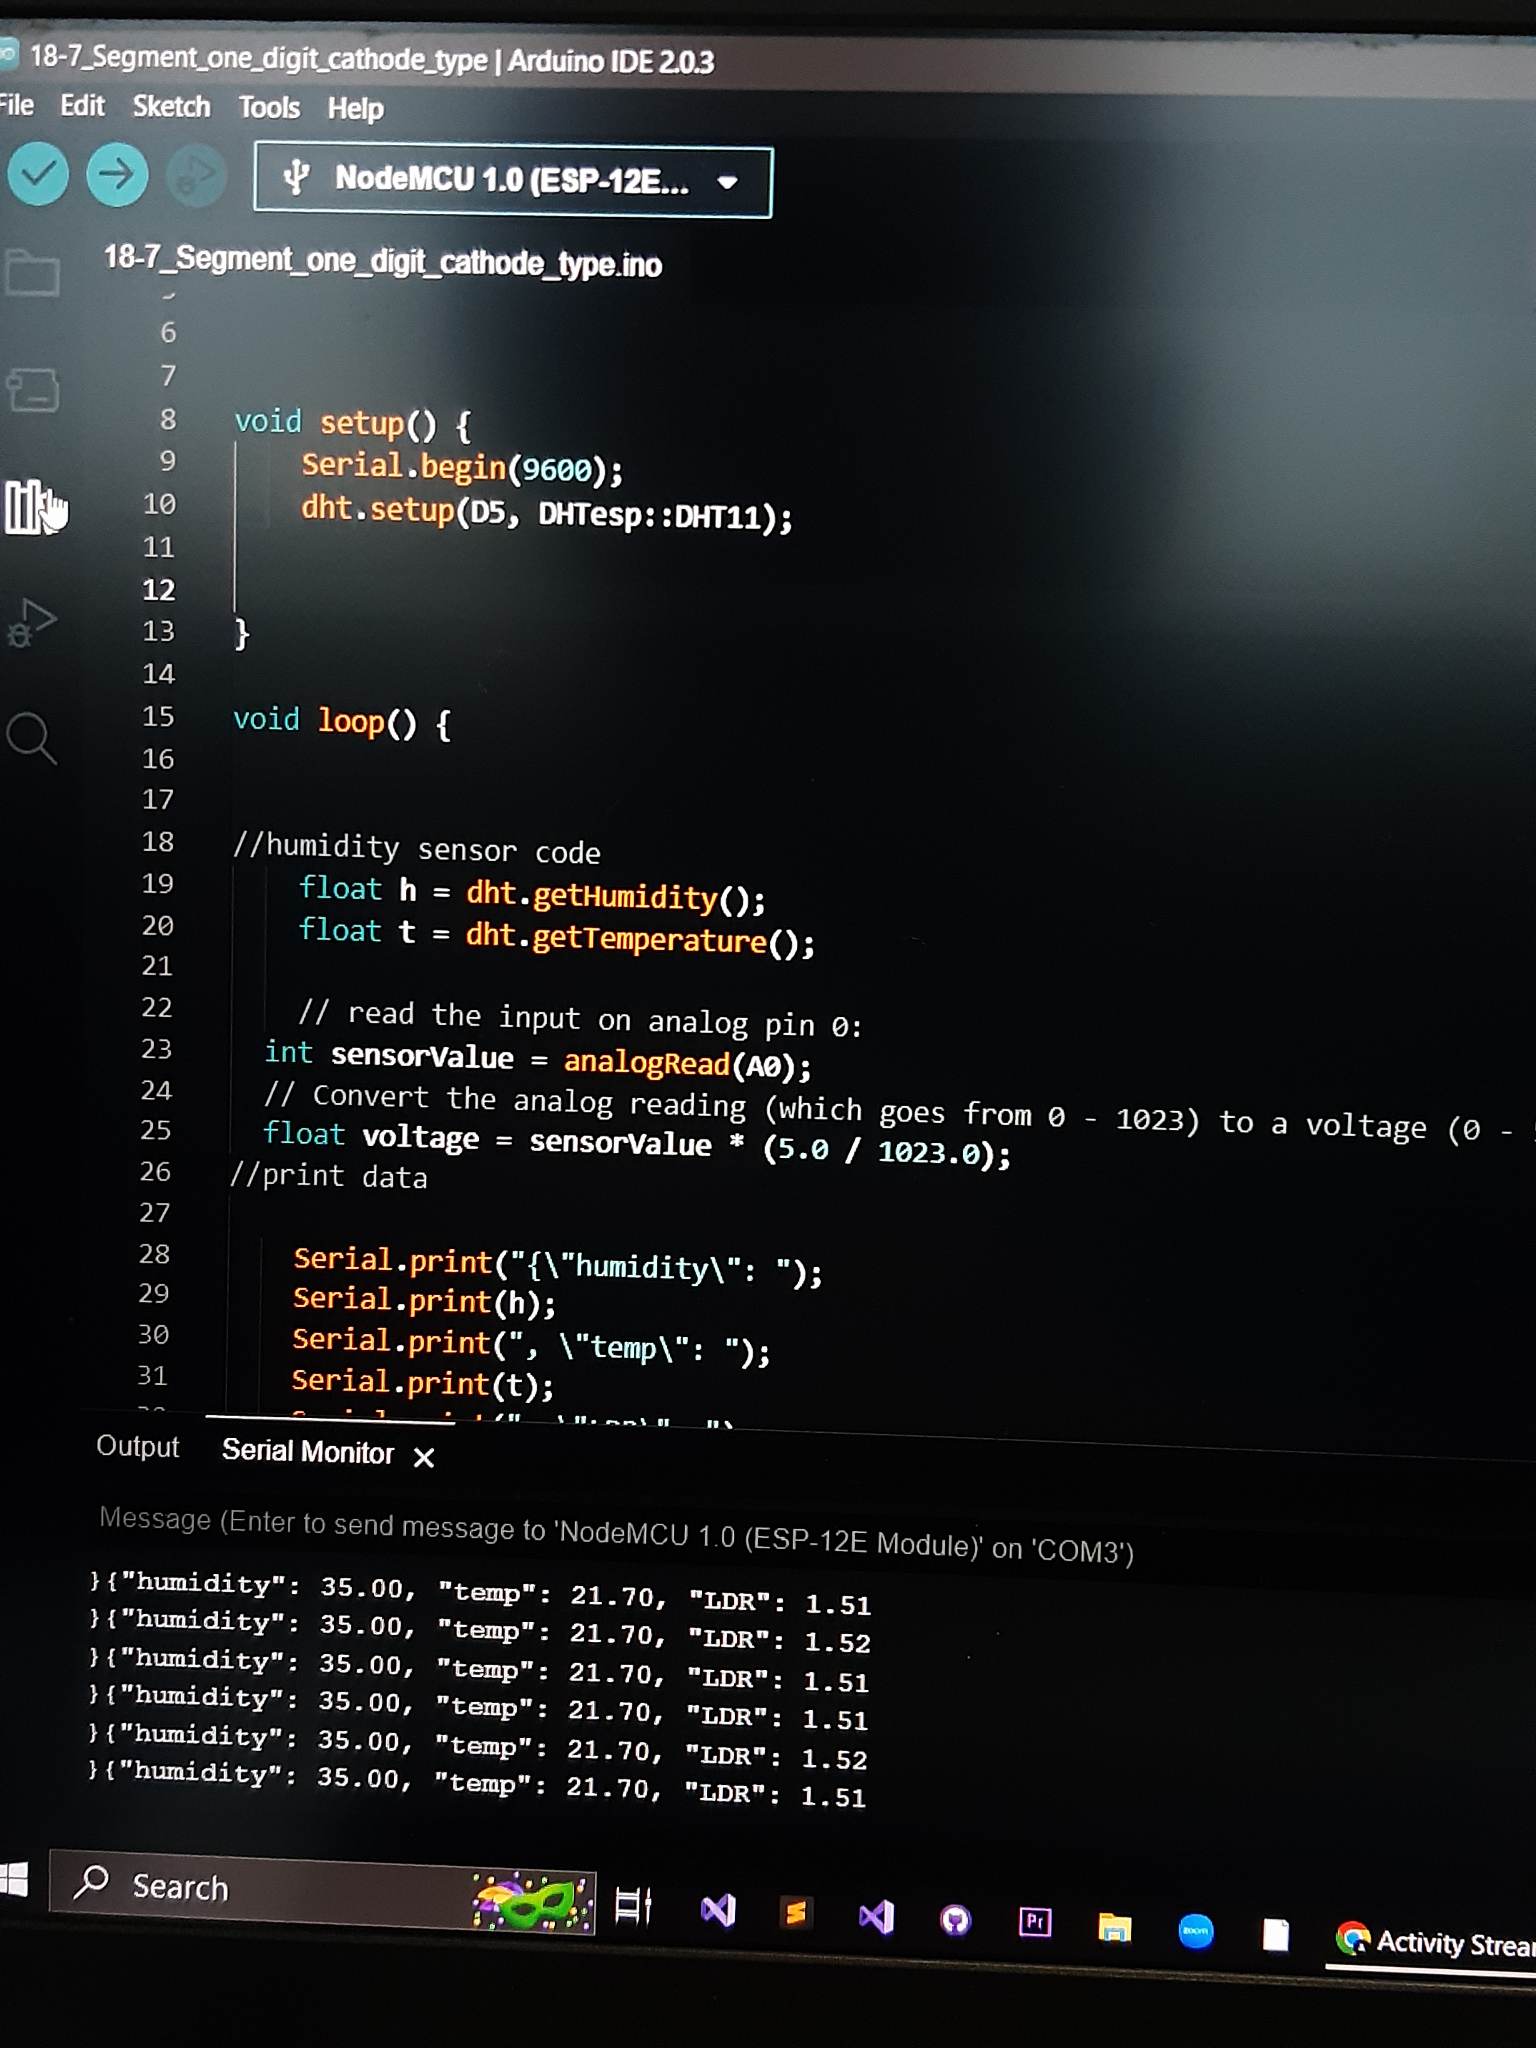 18-7_Segment_one_digit_cathode_type | Arduino IDE 2.0.3
File Edit Sketch Tools Help
NodeMCU 1.0 (ESP-12E...
18-7_Segment_one_digit_cathode_type.ino
6
7
8 void setup() {
9 Serial.begin(9600);
10 dht.setup(D5, DHTesp::DHT11);
11
12
13 }
14
15 void loop() {
16
17
18 //humidity sensor code
19 float h = dht.getHumidity();
20 float t = dht.getTemperature();
21
22 // read the input on analog pin 0:
23 int sensorValue = analogRead(A0);
24 // Convert the analog reading (which goes from 0 - 1023) to a voltage (0 -
25 float voltage = sensorValue * (5.0 / 1023.0);
26 //print data
27
28 Serial.print("{\"humidity\": ");
29 Serial.print(h);
30 Serial.print(", \"temp\": ");
31 Serial.print(t);
Output Serial Monitor X
Message (Enter to send message to 'NodeMCU 1.0 (ESP-12E Module)' on 'COM3')
}{"humidity": 35.00, "temp": 21.70, "LDR": 1.51
}{"humidity": 35.00, "temp": 21.70, "LDR": 1.52
}{"humidity": 35.00, "temp": 21.70, "LDR": 1.51
}{"humidity": 35.00, "temp": 21.70, "LDR": 1.51
}{"humidity": 35.00, "temp": 21.70, "LDR": 1.52
}{"humidity": 35.00, "temp": 21.70, "LDR": 1.51
Search Pr zoom Activity Strea